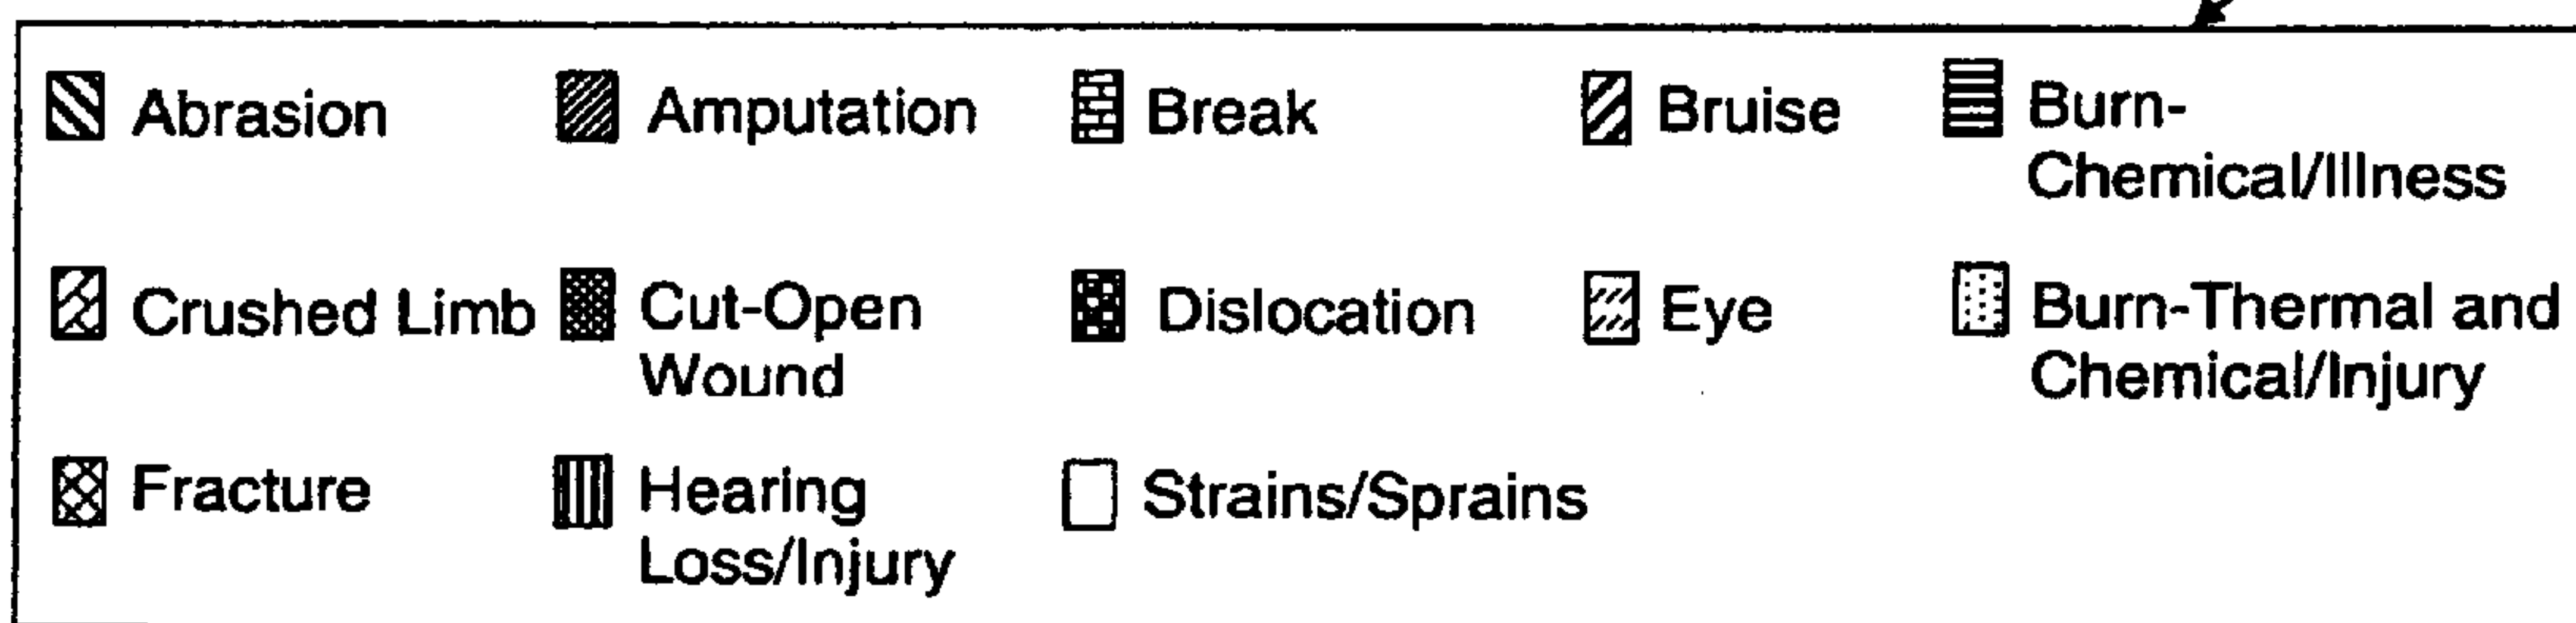 Abrasion Amputation Break Bruise Burn-
Chemical/Illness
Crushed Limb Cut-Open Dislocation Eye Burn-Thermal and
Wound Chemical/Injury
Fracture Hearing Strains/Sprains
Loss/Injury